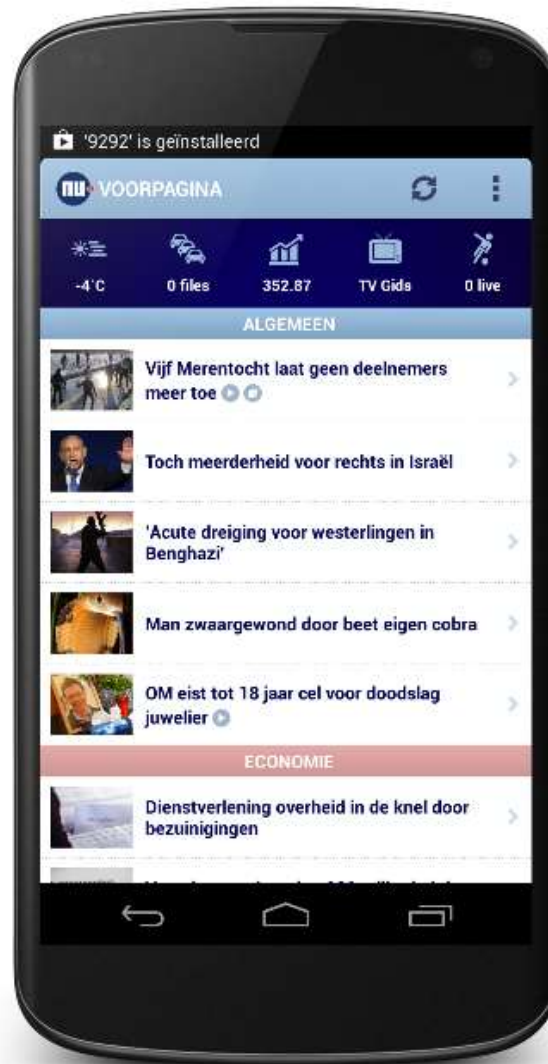 '9292' is geïnstalleerd
nu VOORPAGINA
-4°C
0 files
352.87
TV Gids
0 live
ALGEMEEN
Vijf Merentocht laat geen deelnemers
meer toe
Toch meerderheid voor rechts in Israël
'Acute dreiging voor westerlingen in
Benghazi'
Man zwaargewond door beet eigen cobra
OM eist tot 18 jaar cel voor doodslag
juwelier
ECONOMIE
Dienstverlening overheid in de knel door
bezuinigingen